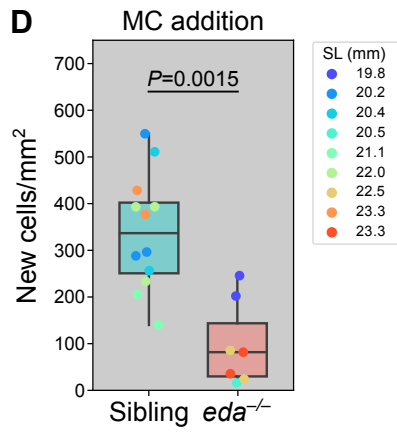 D
MC addition
P=0.0015
New cells/mm²
700
600
500
400
300
200
100
0
Sibling eda⁻/⁻
SL (mm)
19.8
20.2
20.4
20.5
21.1
22.0
22.5
23.3
23.3